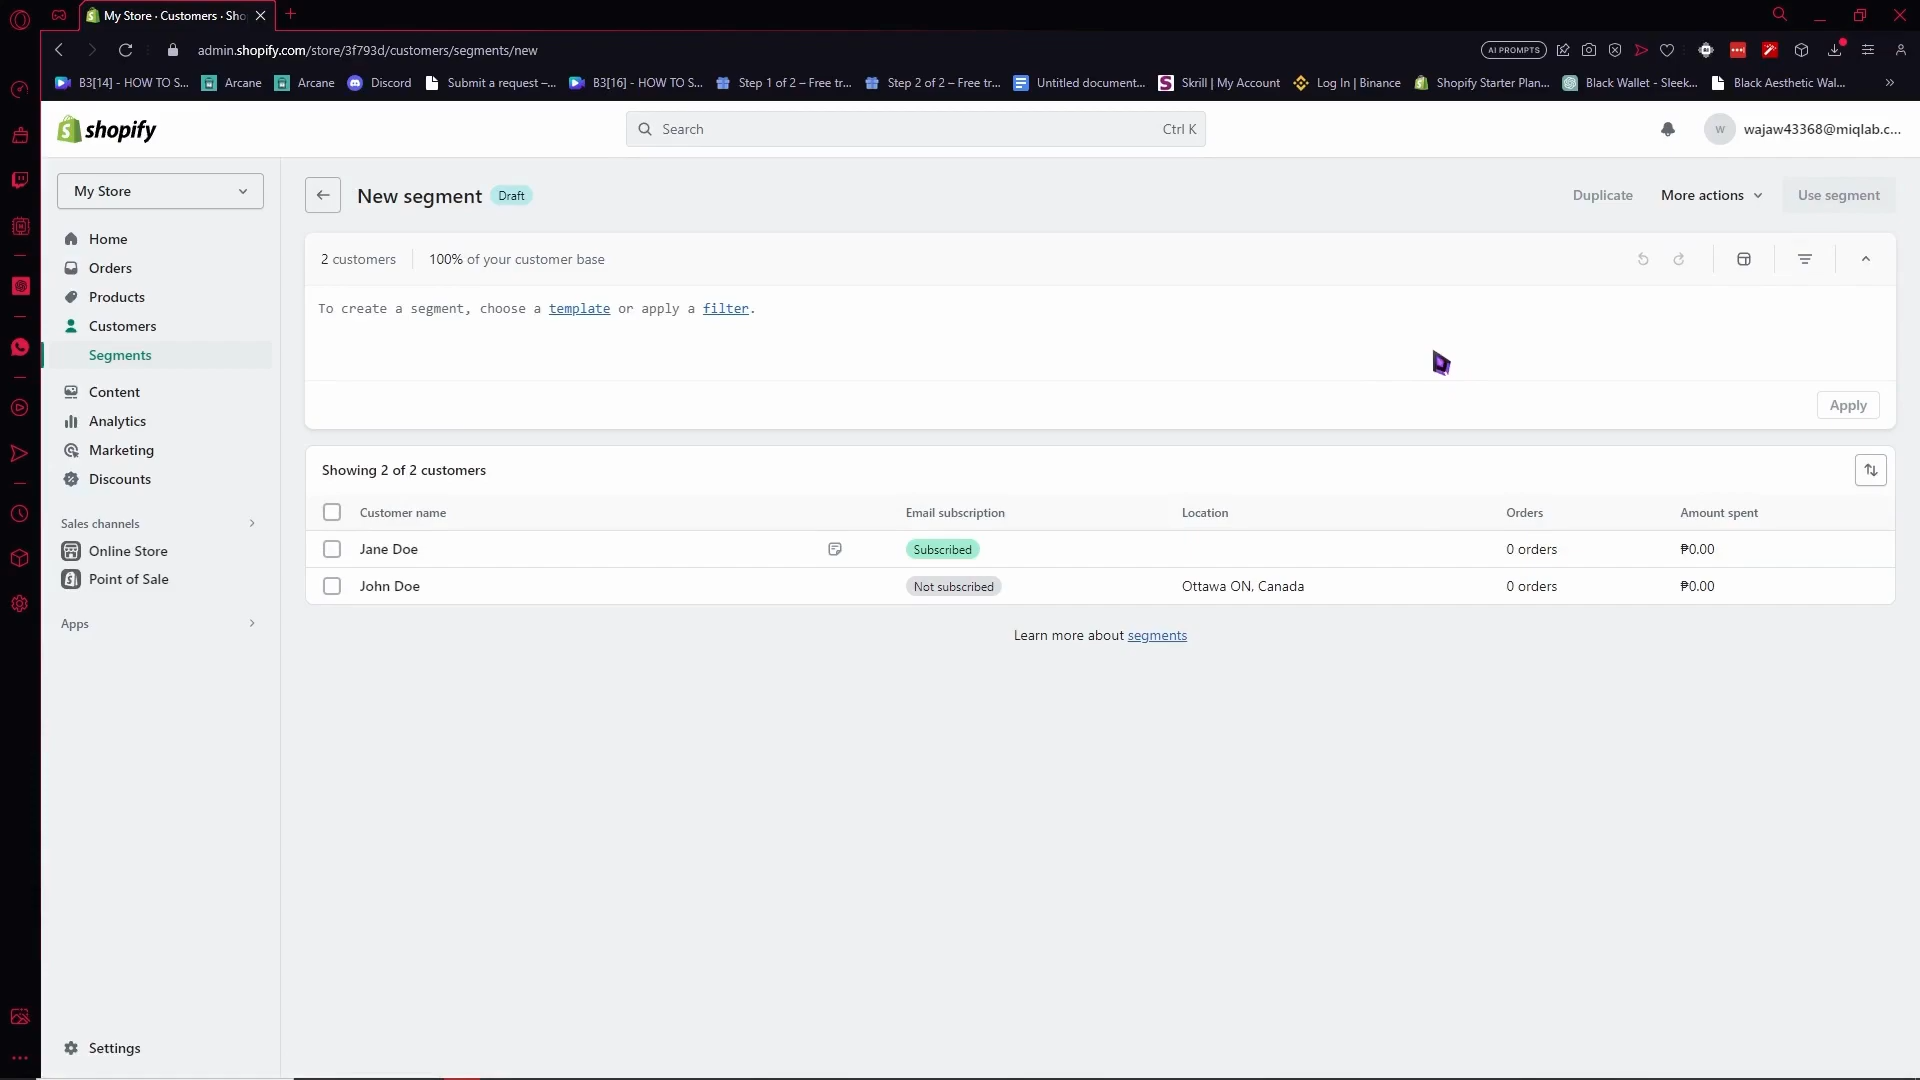 My Store · Customers · Sho
admin.shopify.com/store/3f793d/customers/segments/new
AI PROMPTS
B3[14] - HOW TO S...
Arcane
Arcane
Discord
Submit a request –...
B3[16] - HOW TO S...
Step 1 of 2 – Free tr...
Step 2 of 2 – Free tr...
Untitled document...
Skrill | My Account
Log In | Binance
Shopify Starter Plan...
Black Wallet - Sleek...
Black Aesthetic Wal...
shopify
Search
Ctrl K
W
wajaw43368@miqlab.c...
My Store
Home
Orders
Products
Customers
Segments
Content
Analytics
Marketing
Discounts
Sales channels
Online Store
Point of Sale
Apps
Settings
New segment
Draft
Duplicate
More actions
Use segment
2 customers
100% of your customer base
To create a segment, choose a template or apply a filter.
Apply
Showing 2 of 2 customers
Customer name
Email subscription
Location
Orders
Amount spent
Jane Doe
Subscribed
0 orders
₱0.00
John Doe
Not subscribed
Ottawa ON, Canada
0 orders
₱0.00
Learn more about segments